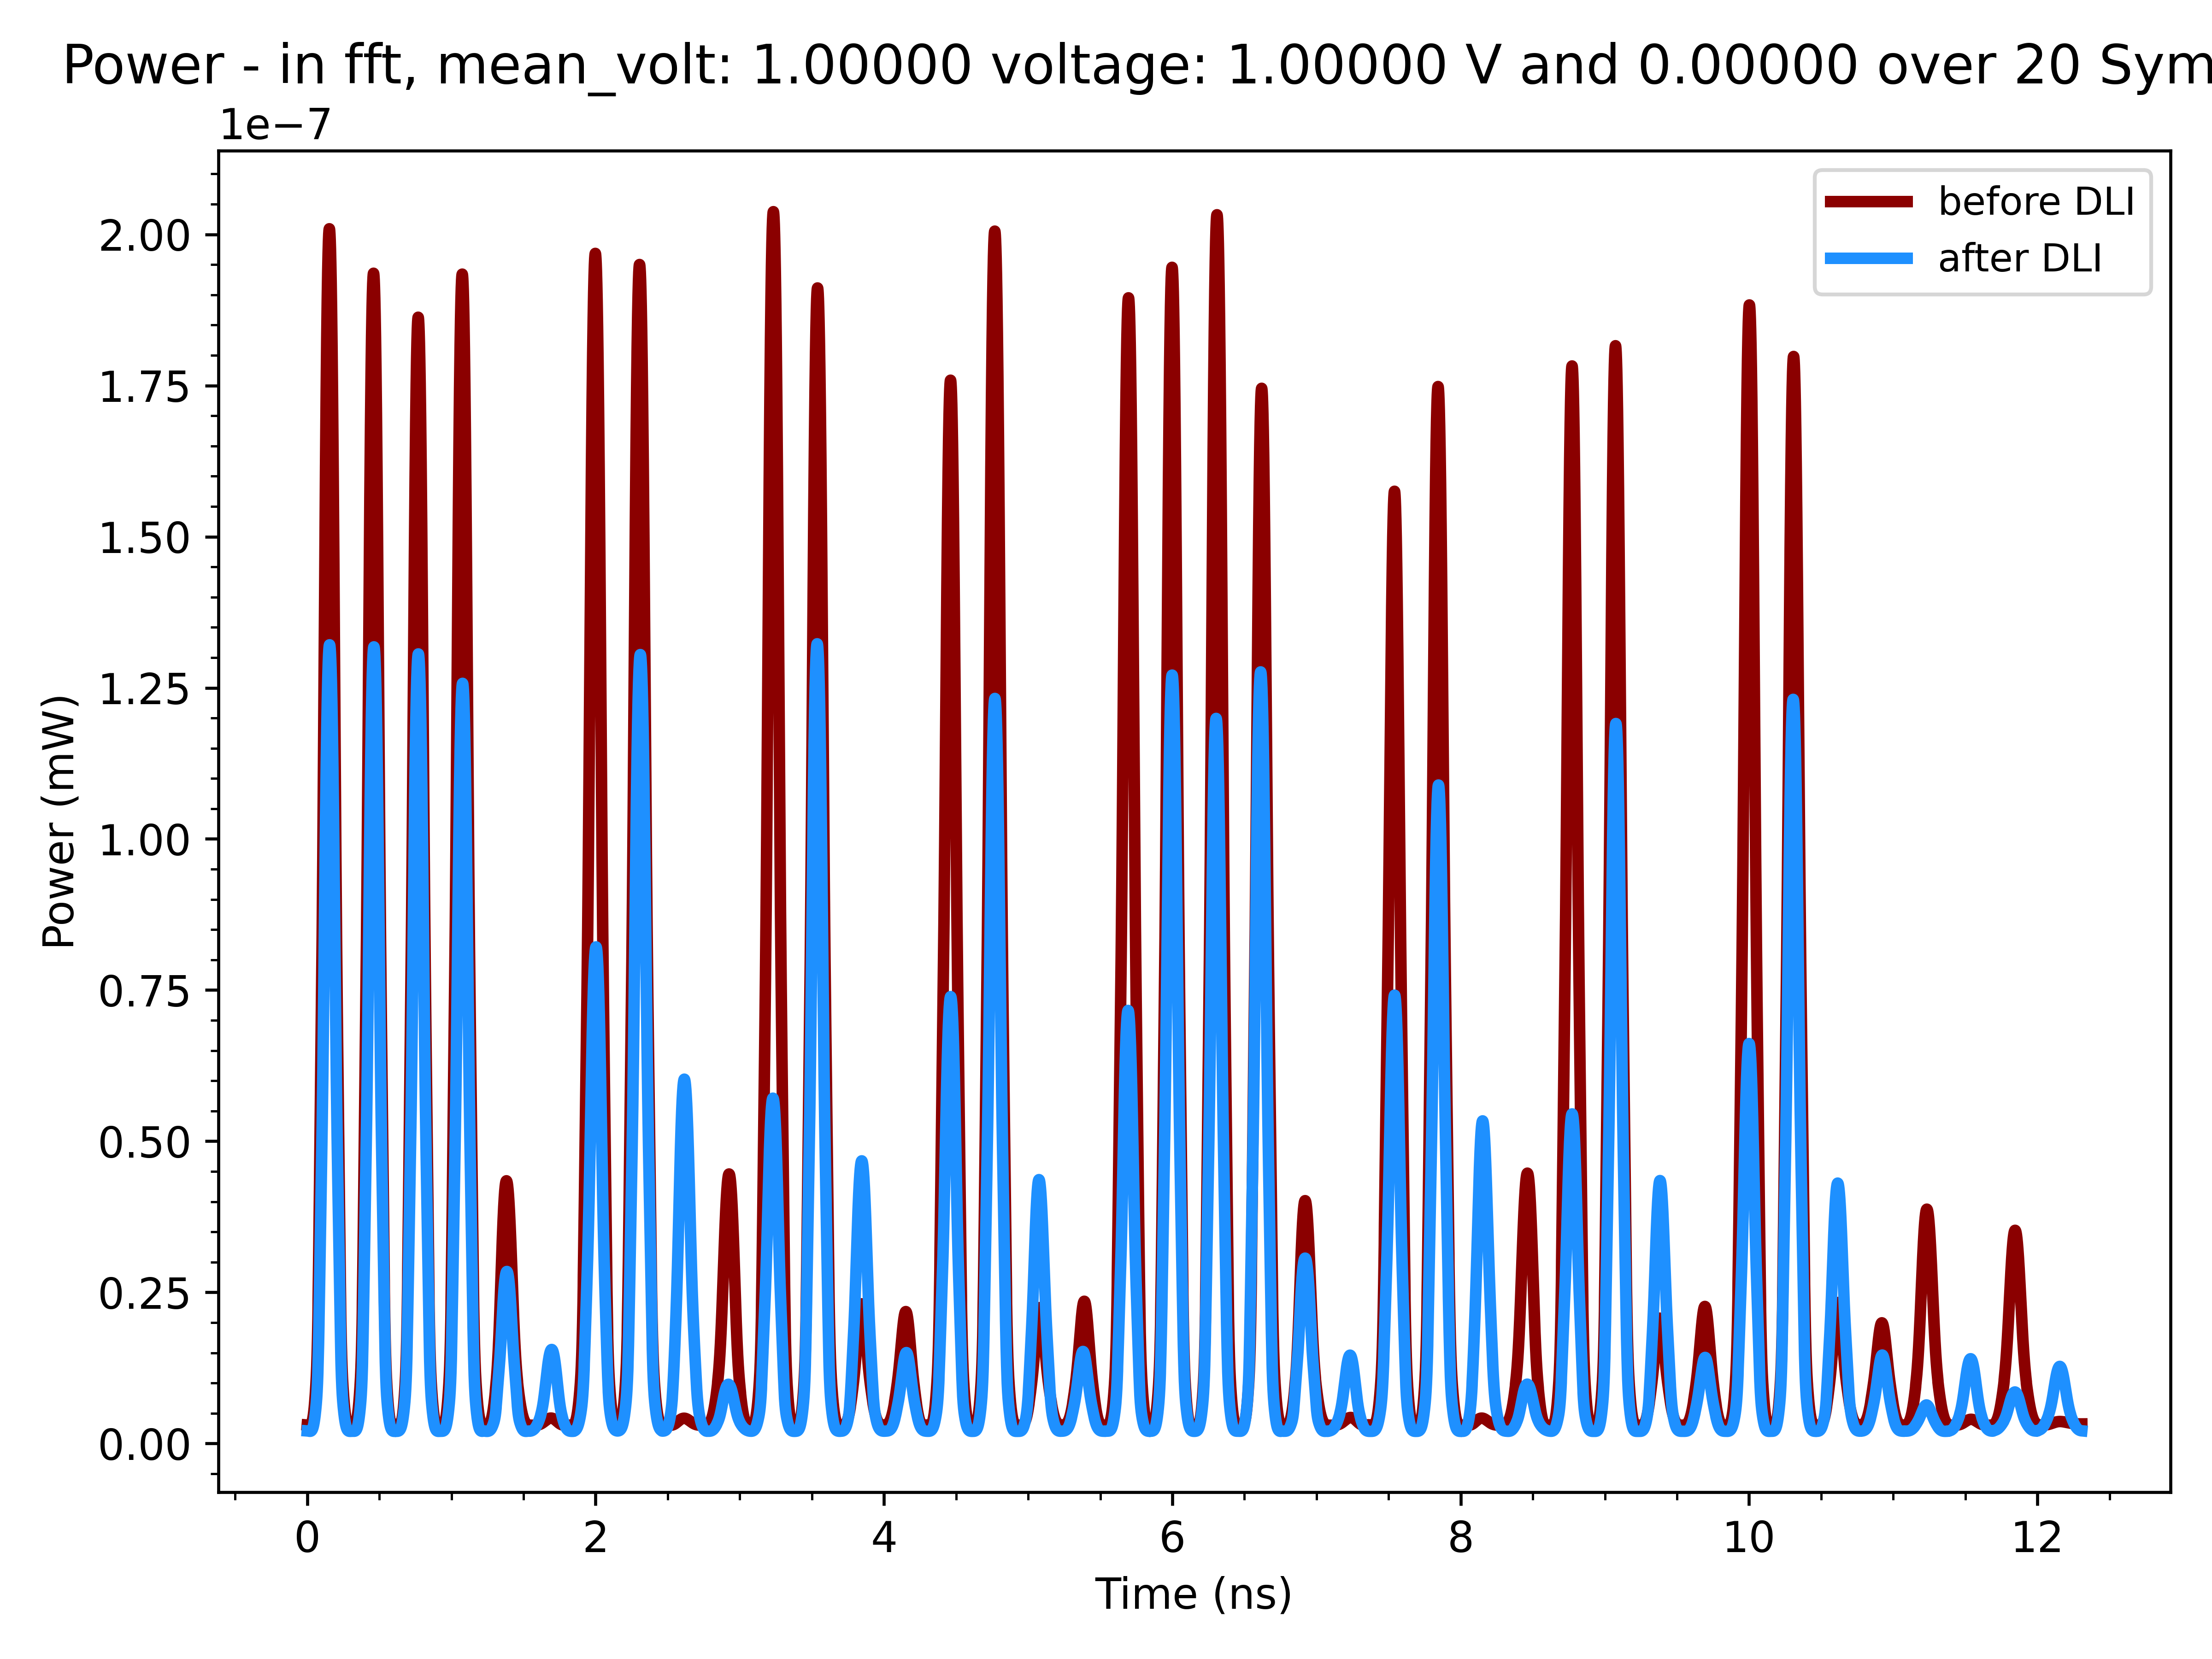 Power - in fft, mean_volt: 1.00000 voltage: 1.00000 V and 0.00000 over 20 Sym
1e−7
before DLI
after DLI
2.00
1.75
1.50
1.25
1.00
0.75
0.50
0.25
0.00
Power (mW)
0 2 4 6 8 10 12
Time (ns)